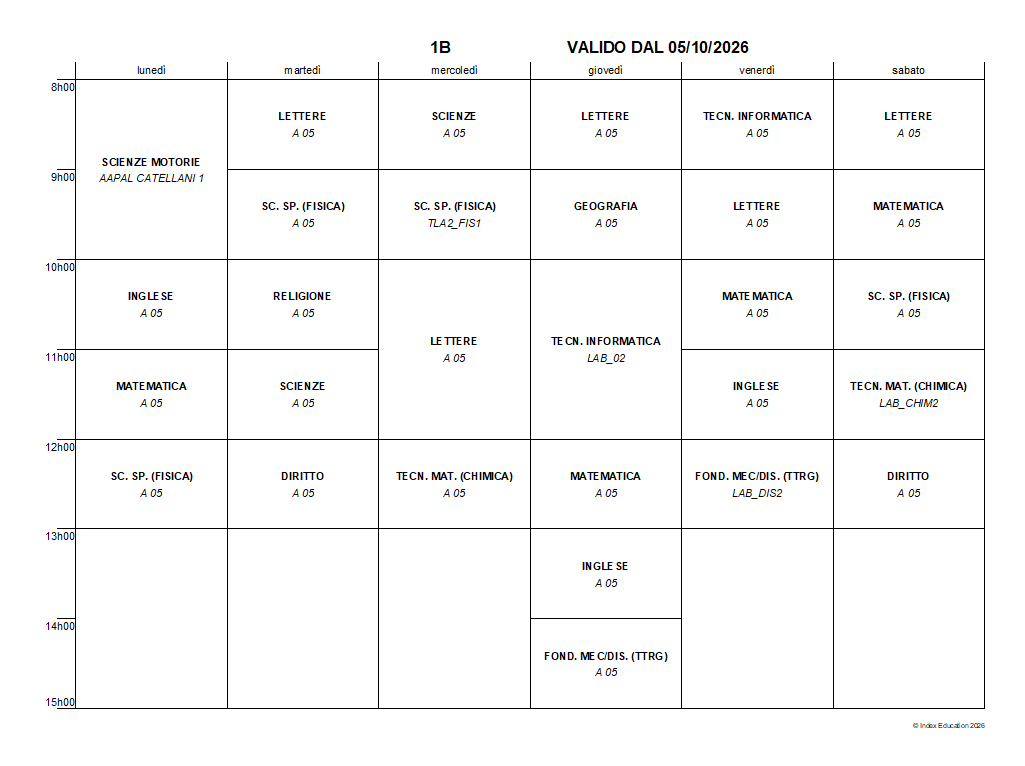 1B VALIDO DAL 05/10/2026
lunedì martedì mercoledì giovedì venerdì sabato
8h00
LETTERE SCIENZE LETTERE TECN. INFORMATICA LETTERE
A 05 A 05 A 05 A 05 A 05
SCIENZE MOTORIE
AAPAL CATELLANI 1
9h00
SC. SP. (FISICA) SC. SP. (FISICA) GEOGRAFIA LETTERE MATEMATICA
A 05 TLA2_FIS1 A 05 A 05 A 05
10h00
INGLESE RELIGIONE MATEMATICA SC. SP. (FISICA)
A 05 A 05 A 05 A 05
LETTERE TECN. INFORMATICA
A 05 LAB_02
11h00
MATEMATICA SCIENZE INGLESE TECN. MAT. (CHIMICA)
A 05 A 05 A 05 LAB_CHIM2
12h00
SC. SP. (FISICA) DIRITTO TECN. MAT. (CHIMICA) MATEMATICA FOND. MEC/DIS. (TTRG) DIRITTO
A 05 A 05 A 05 A 05 LAB_DIS2 A 05
13h00
INGLESE
A 05
14h00
FOND. MEC/DIS. (TTRG)
A 05
15h00
© Index Education 2026